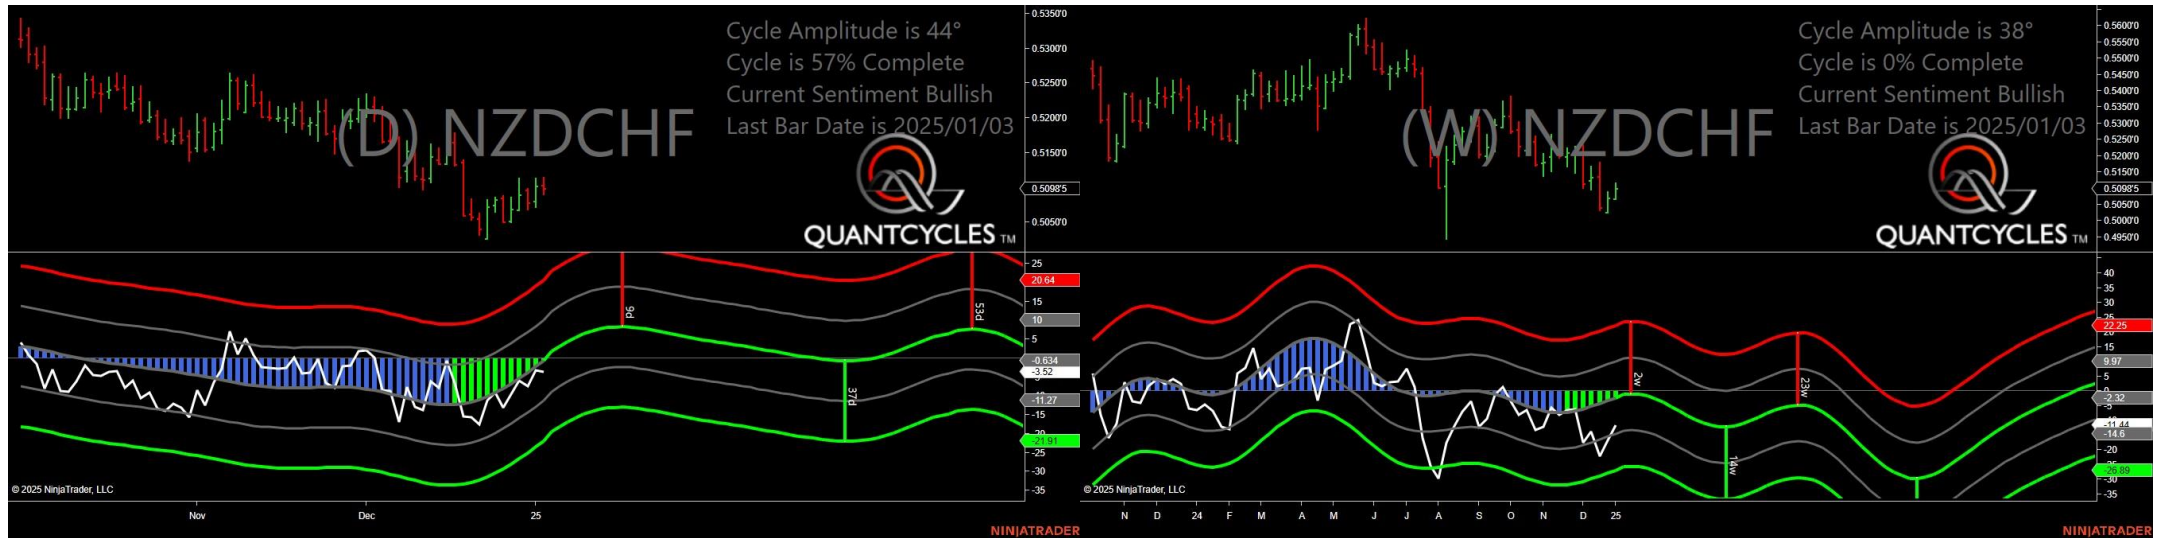 Cycle Amplitude is 44°
Cycle is 57% Complete
Current Sentiment Bullish
Last Bar Date is 2025/01/03
(D) NZDCHF
QUANTCYCLES TM
0.5350'0
0.5300'0
0.5250'0
0.5200'0
0.5150'0
0.5098'5
0.5050'0
9d
37d
53d
25
20.64
15
10
5
-0.634
-3.52
-11.27
-15
-21.91
-25
-30
-35
© 2025 NinjaTrader, LLC
Nov
Dec
25
NINJATRADER
Cycle Amplitude is 38°
Cycle is 0% Complete
Current Sentiment Bullish
Last Bar Date is 2025/01/03
(W) NZDCHF
QUANTCYCLES TM
0.5600'0
0.5550'0
0.5500'0
0.5450'0
0.5400'0
0.5350'0
0.5300'0
0.5250'0
0.5200'0
0.5150'0
0.5098'5
0.5050'0
0.5000'0
0.4950'0
2w
14w
23w
40
35
30
25
22.25
15
9.97
5
0
-2.32
-5
-11.44
-14.6
-20
-26.89
-30
-35
© 2025 NinjaTrader, LLC
N
D
24
F
M
A
M
J
J
A
S
O
N
D
25
NINJATRADER